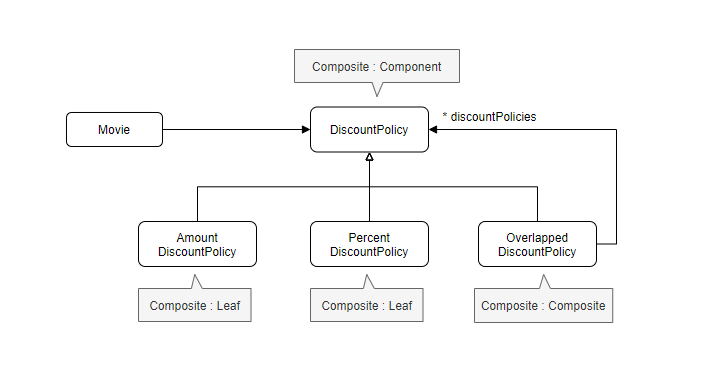 Composite : Component
* discountPolicies
Movie
DiscountPolicy
Amount
DiscountPolicy
Percent
DiscountPolicy
Overlapped
DiscountPolicy
Composite : Leaf
Composite : Leaf
Composite : Composite